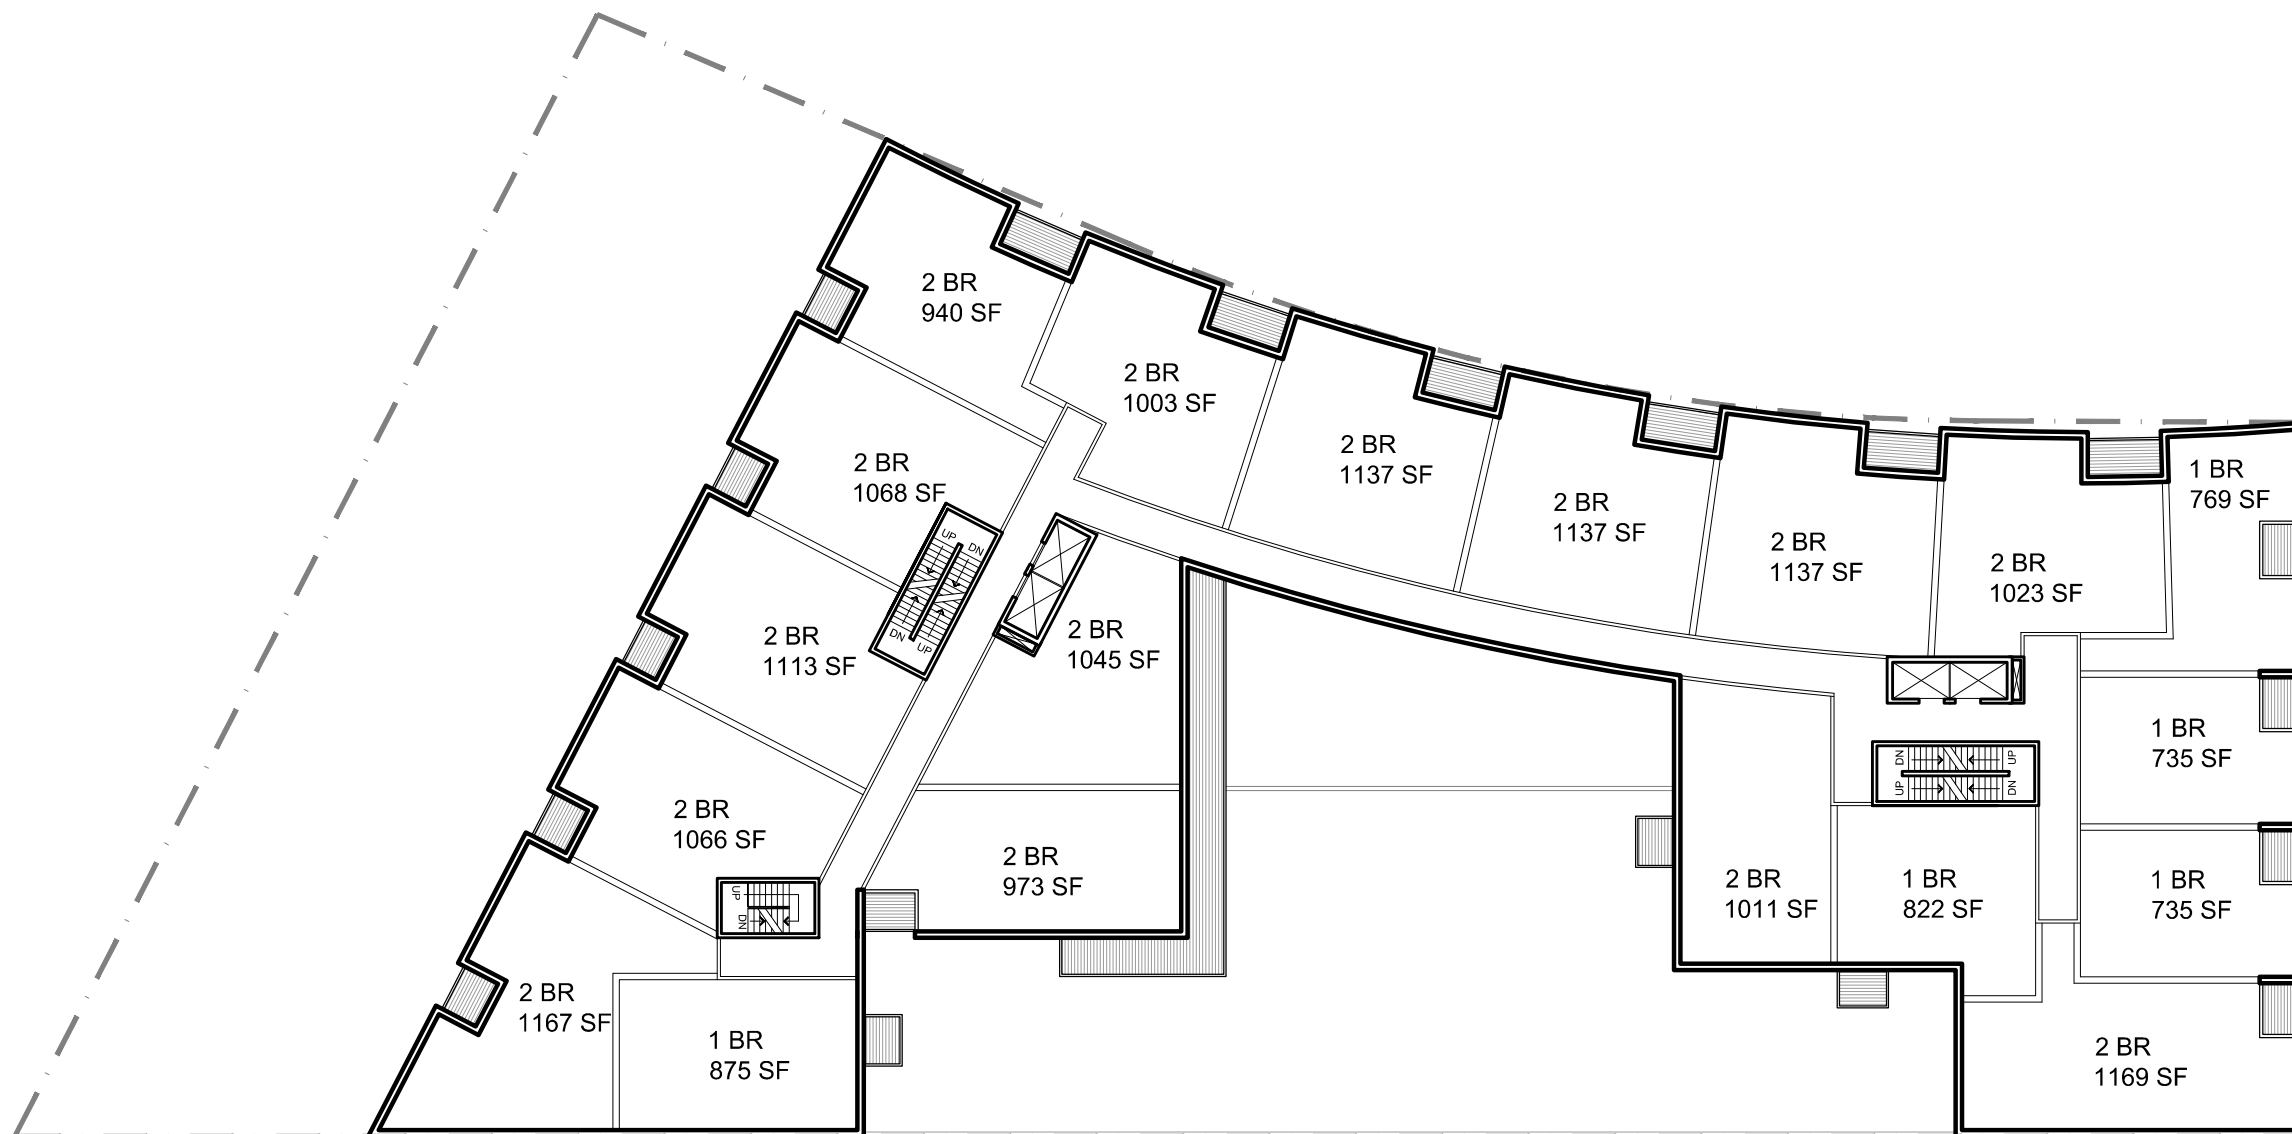 2 BR
940 SF
2 BR
1003 SF
2 BR
1137 SF
2 BR
1137 SF
2 BR
1137 SF
2 BR
1023 SF
1 BR
769 SF
2 BR
1068 SF
UP
DN
DN
UP
2 BR
1113 SF
2 BR
1045 SF
1 BR
735 SF
DN
UP
UP
DN
2 BR
1066 SF
2 BR
973 SF
UP
DN
2 BR
1011 SF
1 BR
822 SF
1 BR
735 SF
2 BR
1167 SF
1 BR
875 SF
2 BR
1169 SF